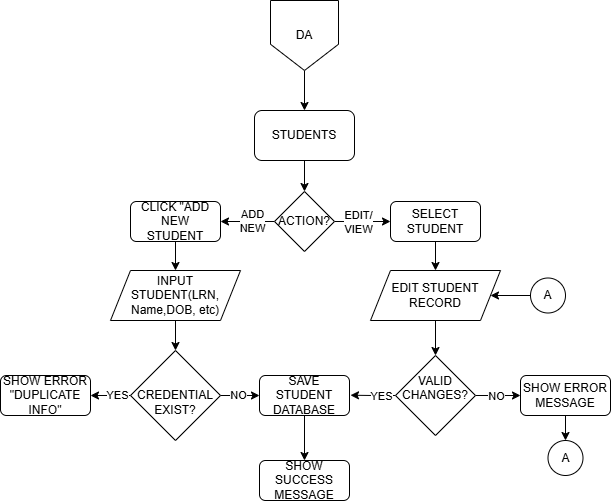 DA
STUDENTS
CLICK "ADD
NEW
STUDENT
ADD
NEW
ACTION?
EDIT/
VIEW
SELECT
STUDENT
INPUT
STUDENT(LRN,
Name,DOB, etc)
EDIT STUDENT
RECORD
A
SHOW ERROR
"DUPLICATE
INFO"
YES
CREDENTIAL
EXIST?
NO
SAVE
STUDENT
DATABASE
YES
VALID
CHANGES?
NO
SHOW ERROR
MESSAGE
SHOW
SUCCESS
MESSAGE
A